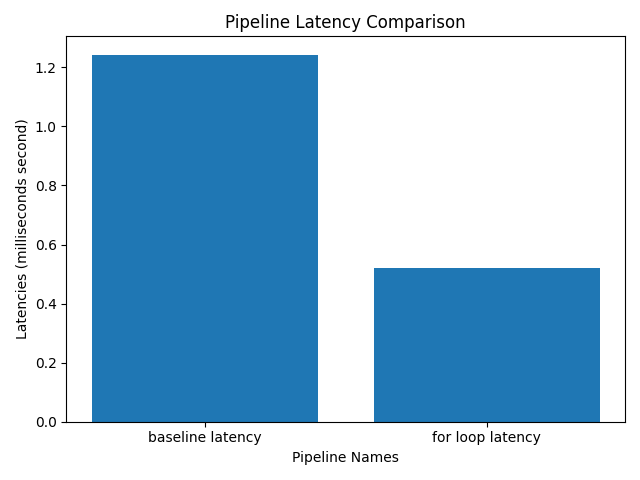 Pipeline Latency Comparison
Latencies (milliseconds second)
1.2
1.0
0.8
0.6
0.4
0.2
0.0
baseline latency
for loop latency
Pipeline Names